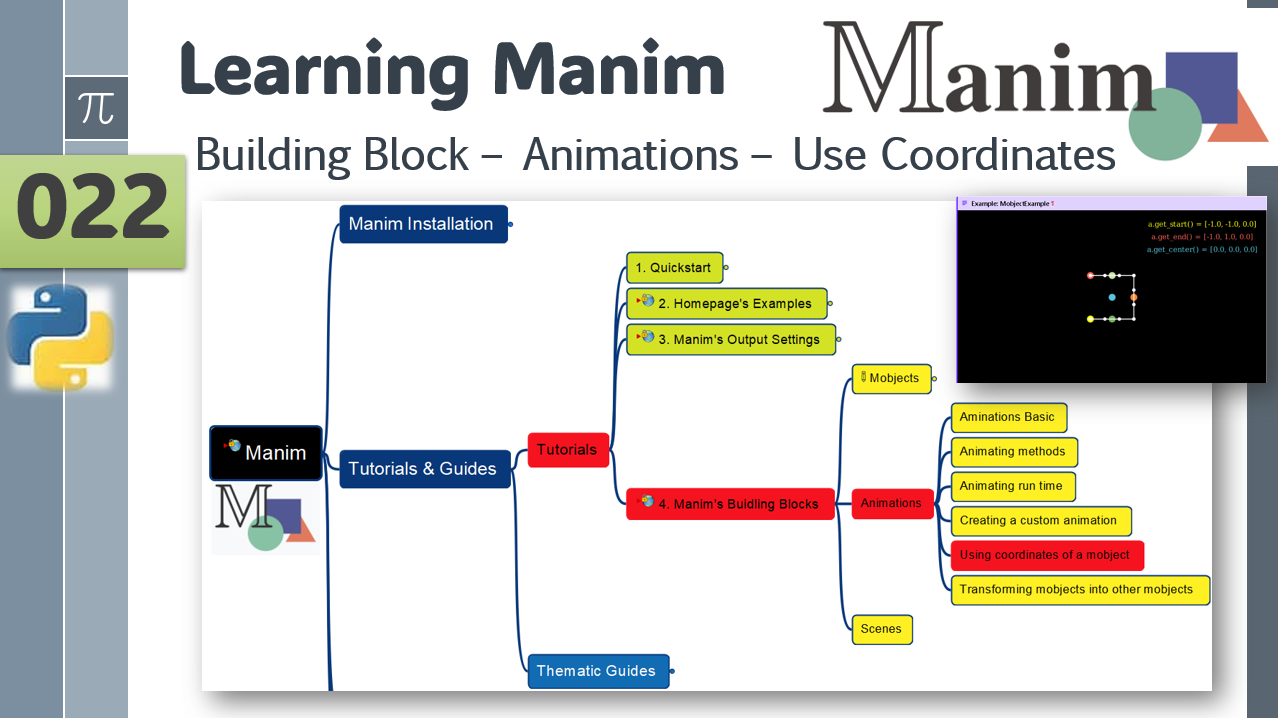 Learning Manim
Manim
π
Building Block – Animations – Use Coordinates
022
Manim Installation
Example: MobjectExample 1
a.get_start() = [-1.0, -1.0, 0.0]
a.get_end() = [-1.0, 1.0, 0.0]
a.get_center() = [0.0, 0.0, 0.0]
1. Quickstart
2. Homepage's Examples
3. Manim's Output Settings
Mobjects
Aminations Basic
Manim
Tutorials & Guides
Tutorials
Animating methods
Animating run time
4. Manim's Buidling Blocks
Animations
Creating a custom animation
M
Using coordinates of a mobject
Transforming mobjects into other mobjects
Scenes
Thematic Guides